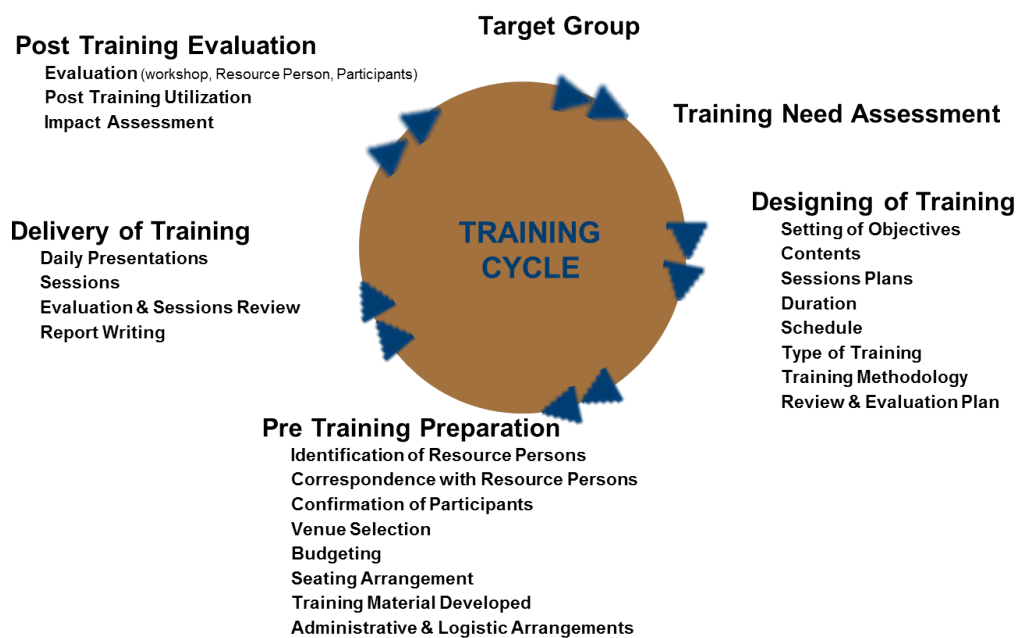 Target Group
Post Training Evaluation
Evaluation (workshop, Resource Person, Participants)
Post Training Utilization
Impact Assessment
Training Need Assessment
Designing of Training
Setting of Objectives
Contents
Sessions Plans
Duration
Schedule
Type of Training
Training Methodology
Review & Evaluation Plan
TRAINING
CYCLE
Delivery of Training
Daily Presentations
Sessions
Evaluation & Sessions Review
Report Writing
Pre Training Preparation
Identification of Resource Persons
Correspondence with Resource Persons
Confirmation of Participants
Venue Selection
Budgeting
Seating Arrangement
Training Material Developed
Administrative & Logistic Arrangements